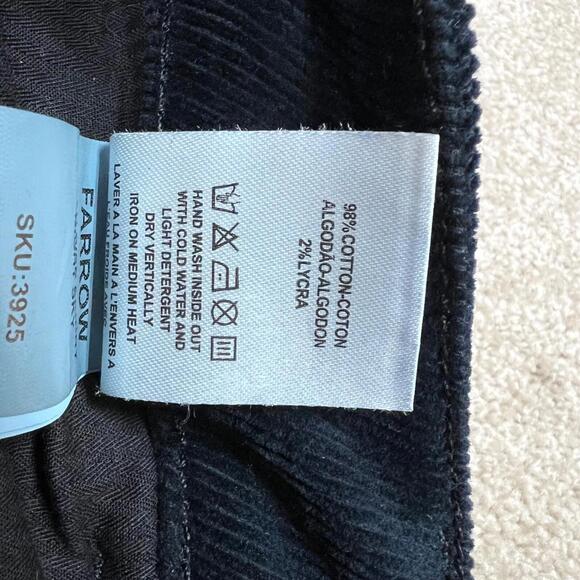 98% COTTON-COTON
ALGODÃO-ALGODON
2% LYCRA
HAND WASH INSIDE OUT
WITH COLD WATER AND
LIGHT DETERGENT
DRY VERTICALLY
IRON ON MEDIUM HEAT
LAVER A LA MAIN A L'ENVERS A
FARROW
SKU:3925